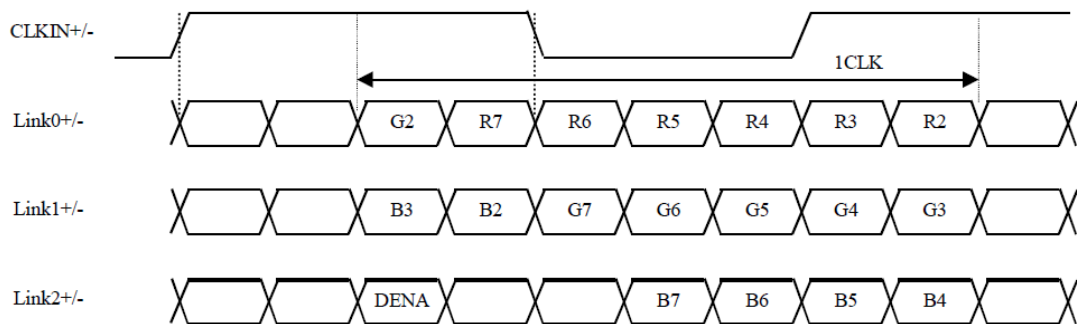 CLKIN+/-
1CLK
Link0+/- G2 R7 R6 R5 R4 R3 R2
Link1+/- B3 B2 G7 G6 G5 G4 G3
Link2+/- DENA B7 B6 B5 B4